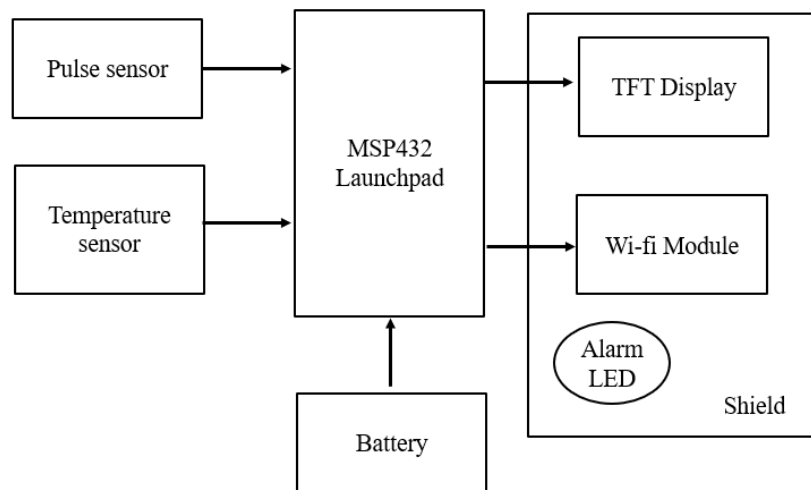 Pulse sensor
TFT Display
MSP432
Launchpad
Temperature
sensor
Wi-fi Module
Alarm
LED
Shield
Battery